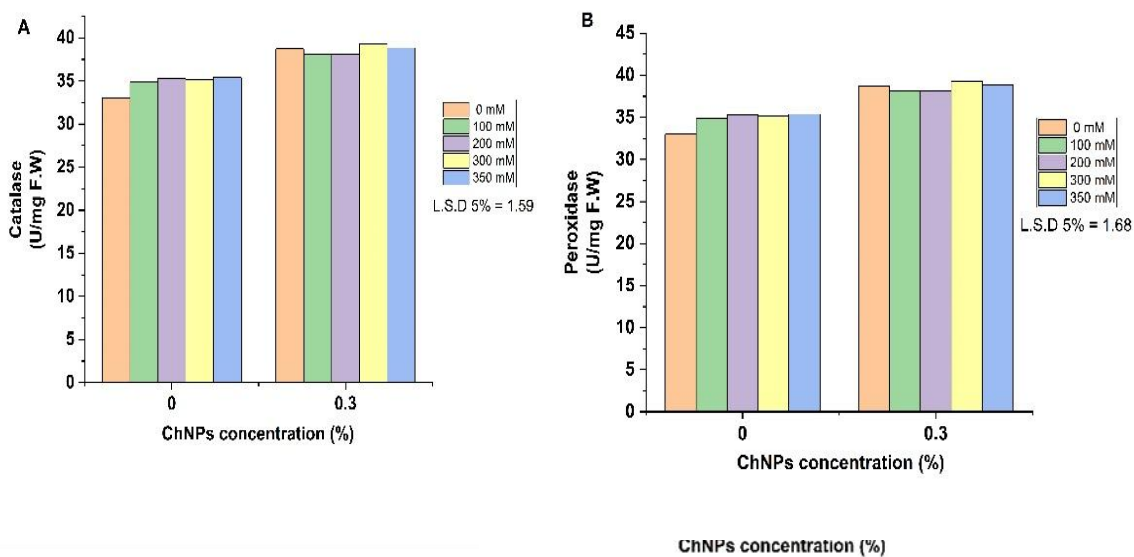 A
Catalase
(U/mg F.W)
40
35
30
25
20
15
10
5
0
0
0.3
ChNPs concentration (%)
0 mM
100 mM
200 mM
300 mM
350 mM
L.S.D 5% = 1.59
B
Peroxidase
(U/mg F.W)
45
40
35
30
25
20
15
10
5
0
0
0.3
ChNPs concentration (%)
0 mM
100 mM
200 mM
300 mM
350 mM
L.S.D 5% = 1.68
ChNPs concentration (%)